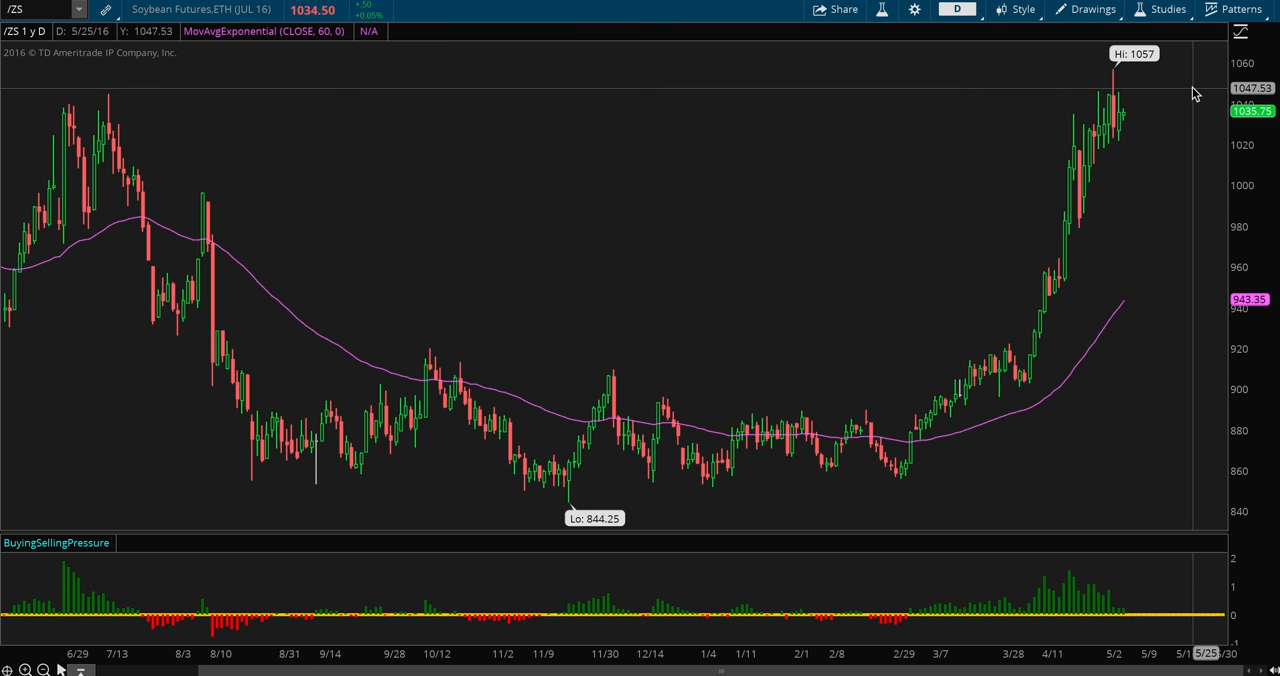 /ZS Soybean Futures,ETH (JUL 16) 1034.50 +.50 +0.05% Share D Style Drawings Studies Patterns
/ZS 1 y D D: 5/25/16 Y: 1047.53 MovAvgExponential (CLOSE, 60, 0) N/A
2016 © TD Ameritrade IP Company, Inc.
Hi: 1057
1060
1047.53
1040
1035.75
1020
1000
980
960
943.35
940
920
900
880
860
840
Lo: 844.25
BuyingSellingPressure
2
1
0
-1
6/29 7/13 8/3 8/10 8/31 9/14 9/28 10/12 11/2 11/9 11/30 12/14 1/4 1/11 2/1 2/8 2/29 3/7 3/28 4/11 5/2 5/9 5/25